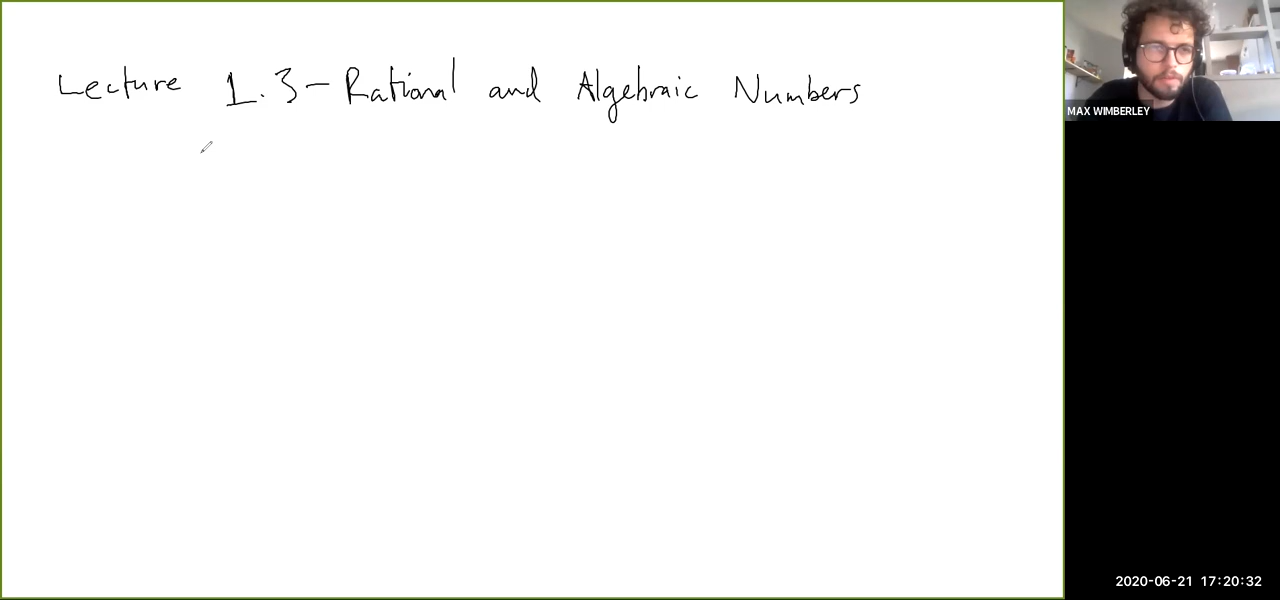 Lecture 1.3 - Rational and Algebraic Numbers
MAX WIMBERLEY
2020-06-21 17:20:32